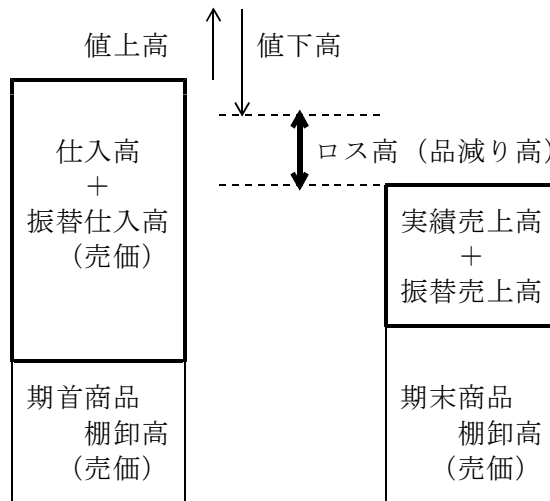 値上高
値下高
仕入高
+
振替仕入高
（売価）
ロス高（品減り高）
実績売上高
+
振替売上高
期首商品
棚卸高
（売価）
期末商品
棚卸高
（売価）